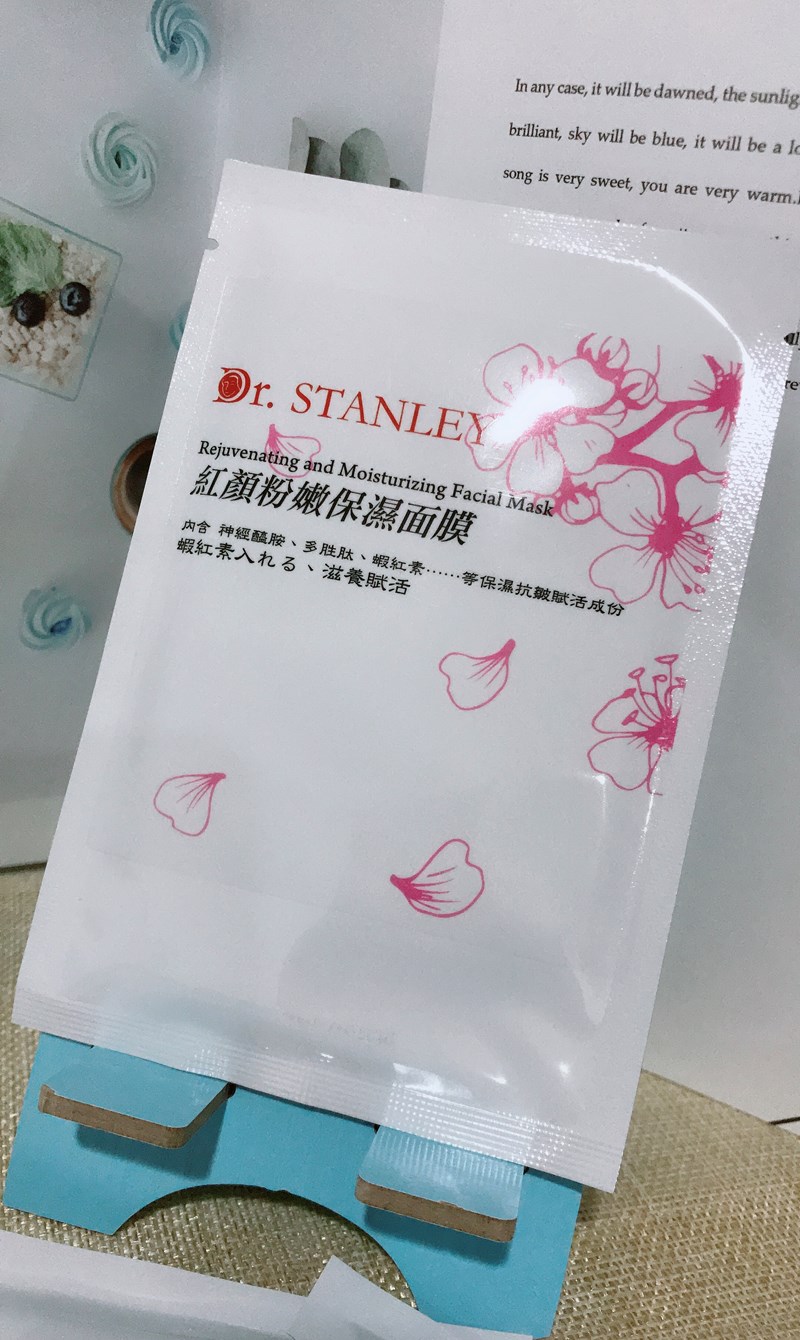 In any case, it will be dawned, the sunlig
brilliant, sky will be blue, it will be a lo
song is very sweet, you are very warm.
Dr. STANLEY
Rejuvenating and Moisturizing Facial Mask
紅顏粉嫩保濕面膜
內含 神經醯胺、多胜肽、蝦紅素……等保濕抗皺賦活成份
蝦紅素入れる、滋養賦活